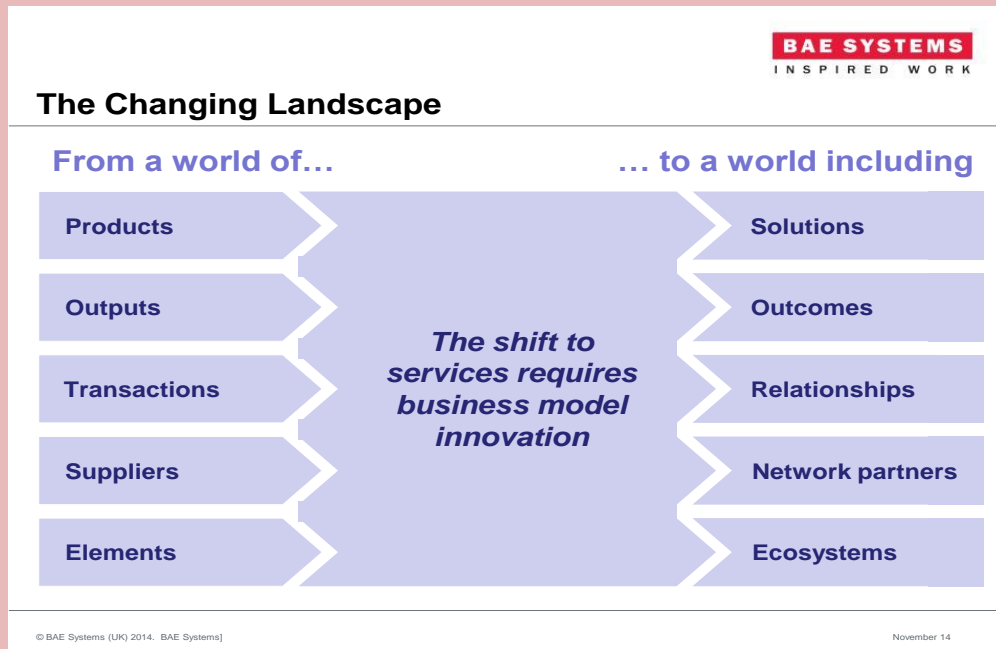 BAE SYSTEMS
INSPIRED WORK
The Changing Landscape
From a world of…
… to a world including
Products
Solutions
Outputs
Outcomes
The shift to
services requires
business model
innovation
Transactions
Relationships
Suppliers
Network partners
Elements
Ecosystems
© BAE Systems (UK) 2014. BAE Systems]
November 14